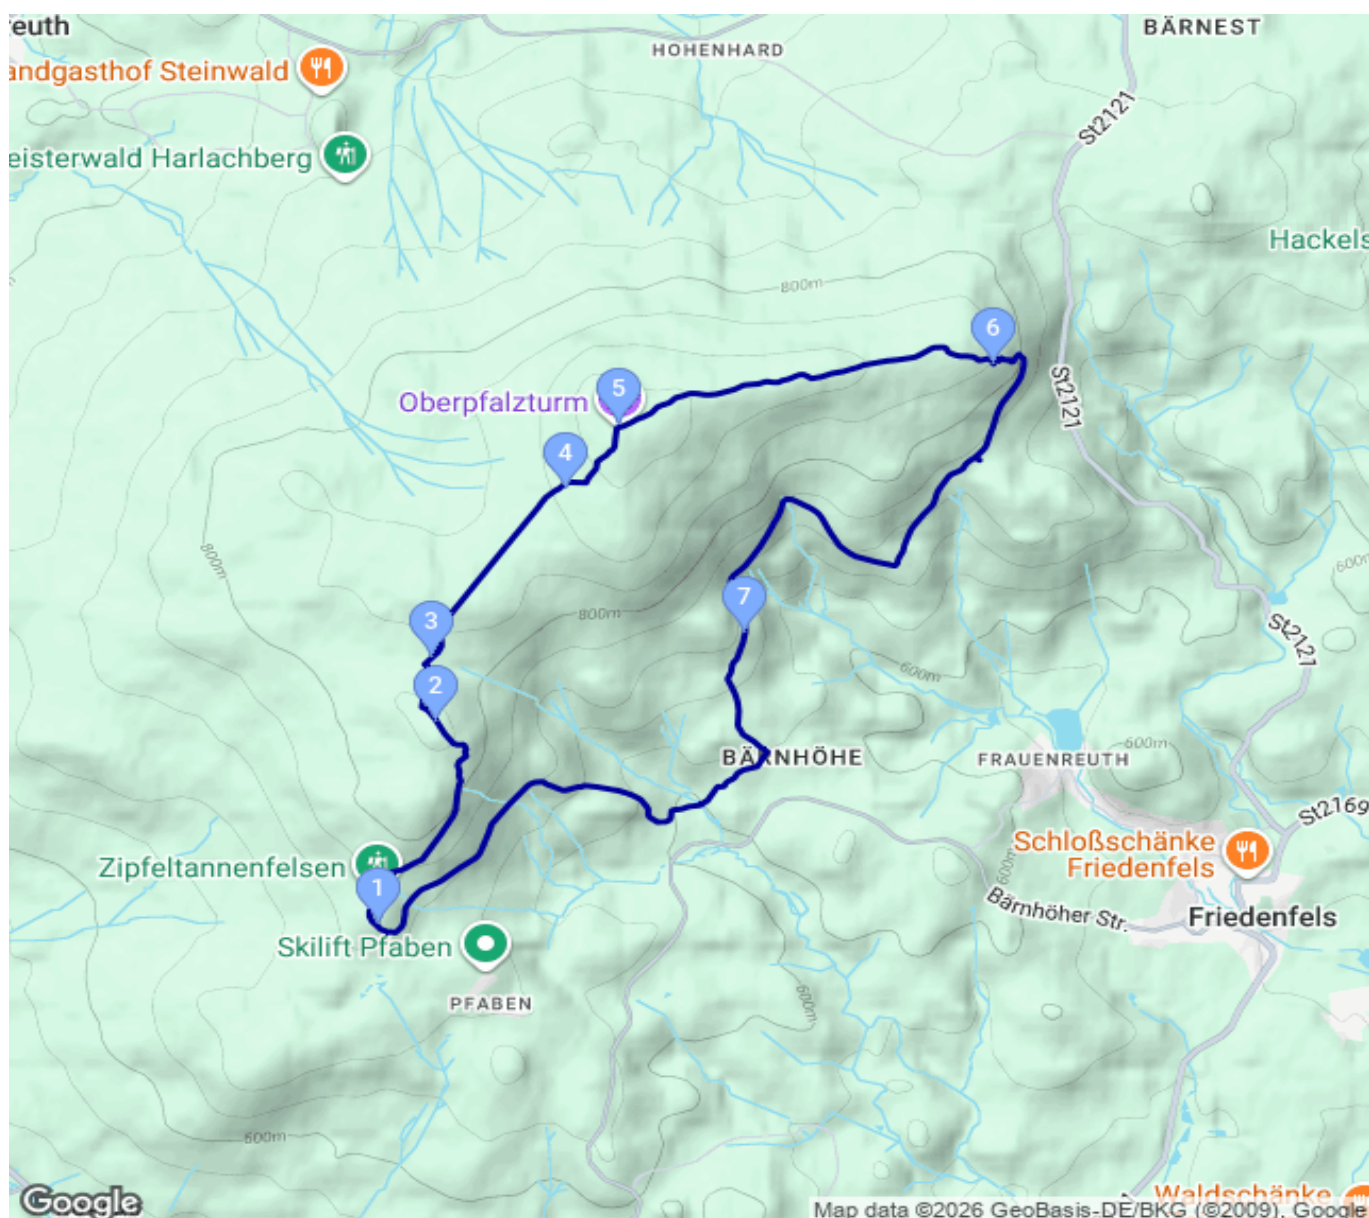 reuth
BÄRNEST
HOHENHARD
andgasthof Steinwald
St2121
eisterwald Harlachberg
Hackels
800m
6
St2121
Oberpfalzturm
5
4
800m
600m
7
800m
3
St2121
600m
2
BÄRNHÖHE
FRAUENREUTH
600m
St2169
Schloßschänke
Friedenfels
600m
Zipfeltannenfelsen
1
Bärnhöher Str.
Friedenfels
Skilift Pfaben
PFABEN
600m
600m
Waldschänke
Google
Map data ©2026 GeoBasis-DE/BKG (©2009), Google